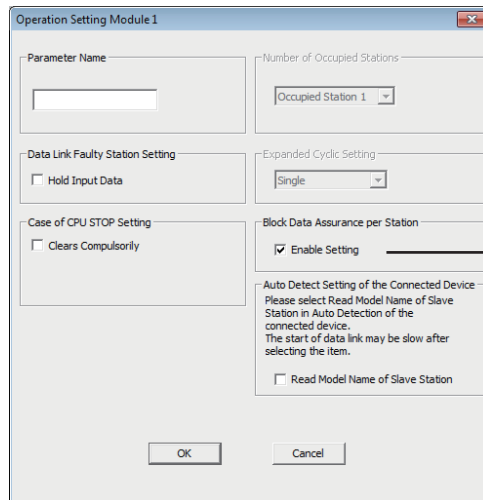 Operation Setting Module 1
Parameter Name
Number of Occupied Stations
Occupied Station 1
Data Link Faulty Station Setting
Hold Input Data
Expanded Cyclic Setting
Single
Case of CPU STOP Setting
Clears Compulsorily
Block Data Assurance per Station
Enable Setting
Auto Detect Setting of the Connected Device
Please select Read Model Name of Slave
Station in Auto Detection of the
connected device.
The start of data link may be slow after
selecting the item.
Read Model Name of Slave Station
OK
Cancel